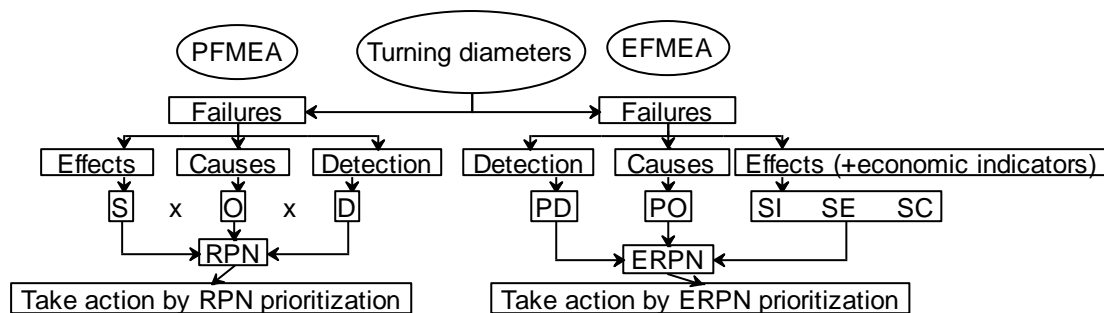 PFMEA Turning diameters EFMEA
Failures Failures
Effects Causes Detection Detection Causes Effects (+economic indicators)
S x O x D PD PO SI SE SC
RPN ERPN
Take action by RPN prioritization Take action by ERPN prioritization